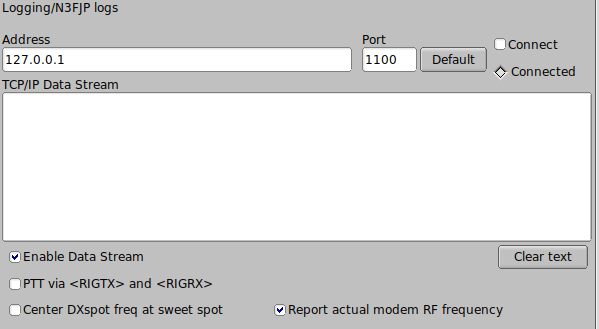 Logging/N3FJP logs
Address Port
127.0.0.1 1100 Default Connect
Connected
TCP/IP Data Stream
Enable Data Stream Clear text
PTT via <RIGTX> and <RIGRX>
Center DXspot freq at sweet spot Report actual modem RF frequency